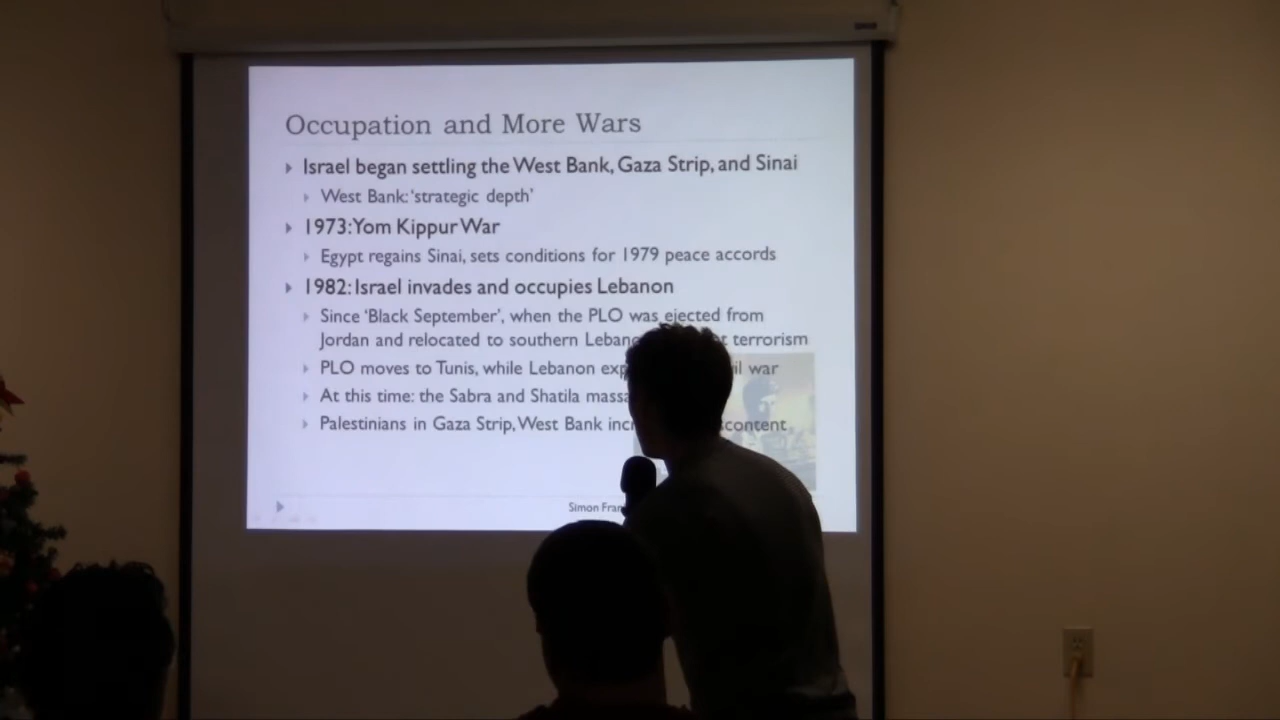 Occupation and More Wars
Israel began settling the West Bank, Gaza Strip, and Sinai
West Bank: 'strategic depth'
1973: Yom Kippur War
Egypt regains Sinai, sets conditions for 1979 peace accords
1982: Israel invades and occupies Lebanon
Since 'Black September', when the PLO was ejected from
Jordan and relocated to southern terrorism
PLO moves to Tunis, while Lebanon war
At this time: the Sabra and Shatila
Palestinians in Gaza Strip, West Bank
Simon